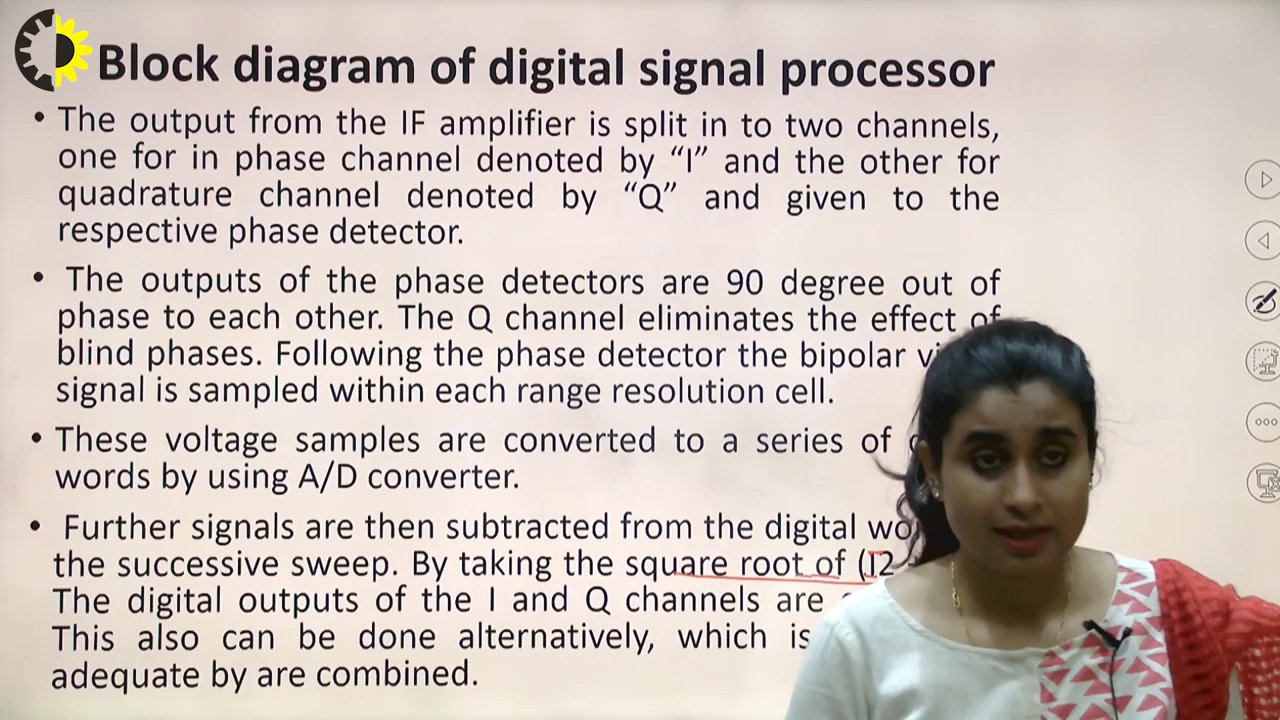 Block diagram of digital signal processor
• The output from the IF amplifier is split in to two channels,
one for in phase channel denoted by “I” and the other for
quadrature channel denoted by “Q” and given to the
respective phase detector.
• The outputs of the phase detectors are 90 degree out of
phase to each other. The Q channel eliminates the effect of
blind phases. Following the phase detector the bipolar
signal is sampled within each range resolution cell.
• These voltage samples are converted to a series of
words by using A/D converter.
• Further signals are then subtracted from the digital
the successive sweep. By taking the square root of (I2
The digital outputs of the I and Q channels are
This also can be done alternatively, which is
adequate by are combined.